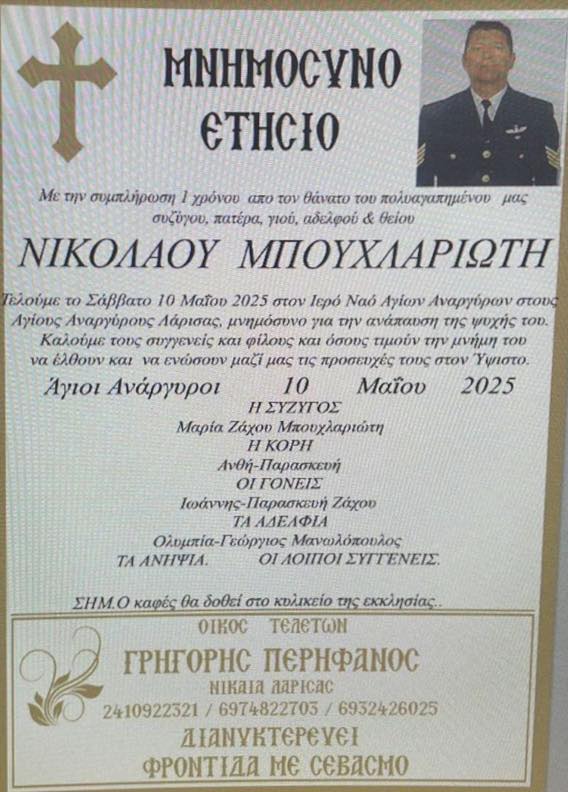 ΜΝΗΜΟΣΥΝΟ
ΕΤΗΣΙΟ
Με την συμπλήρωση 1 χρόνου απο τον θάνατο του πολυαγαπημένου μας
συζύγου, πατέρα, γιού, αδελφού & θείου
ΝΙΚΟΛΑΟΥ ΜΠΟΥΧΛΑΡΙΩΤΗ
Τελούμε το Σάββατο 10 Μαΐου 2025 στον Ιερό Ναό Αγίων Αναργύρων στους
Αγίους Αναργύρους Λάρισας, μνημόσυνο για την ανάπαυση της ψυχής του.
Καλούμε τους συγγενείς και φίλους και όσους τιμούν την μνήμη του
να έλθουν και να ενώσουν μαζί μας τις προσευχές τους στον Ύψιστο.
Άγιοι Ανάργυροι 10 Μαΐου 2025
Η ΣΥΖΥΓΟΣ
Μαρία Ζάχου Μπουχλαριώτη
Η ΚΟΡΗ
Ανθή-Παρασκευή
ΟΙ ΓΟΝΕΙΣ
Ιωάννης-Παρασκευή Ζάχου
ΤΑ ΑΔΕΛΦΙΑ
Ολυμπία-Γεώργιος Μανωλόπουλος
ΤΑ ΑΝΗΨΙΑ. ΟΙ ΛΟΙΠΟΙ ΣΥΓΓΕΝΕΙΣ.
ΣΗΜ.Ο καφές θα δοθεί στο κυλικείο της εκκλησίας..
ΟΙΚΟΣ ΤΕΛΕΤΩΝ
ΓΡΗΓΟΡΗΣ ΠΕΡΗΦΑΝΟΣ
ΝΙΚΑΙΑ ΛΑΡΙΣΑΣ
2410922321 / 6974822703 / 6932426025
ΔΙΑΝΥΚΤΕΡΕΥΕΙ
ΦΡΟΝΤΙΔΑ ΜΕ ΣΕΒΑΣΜΟ